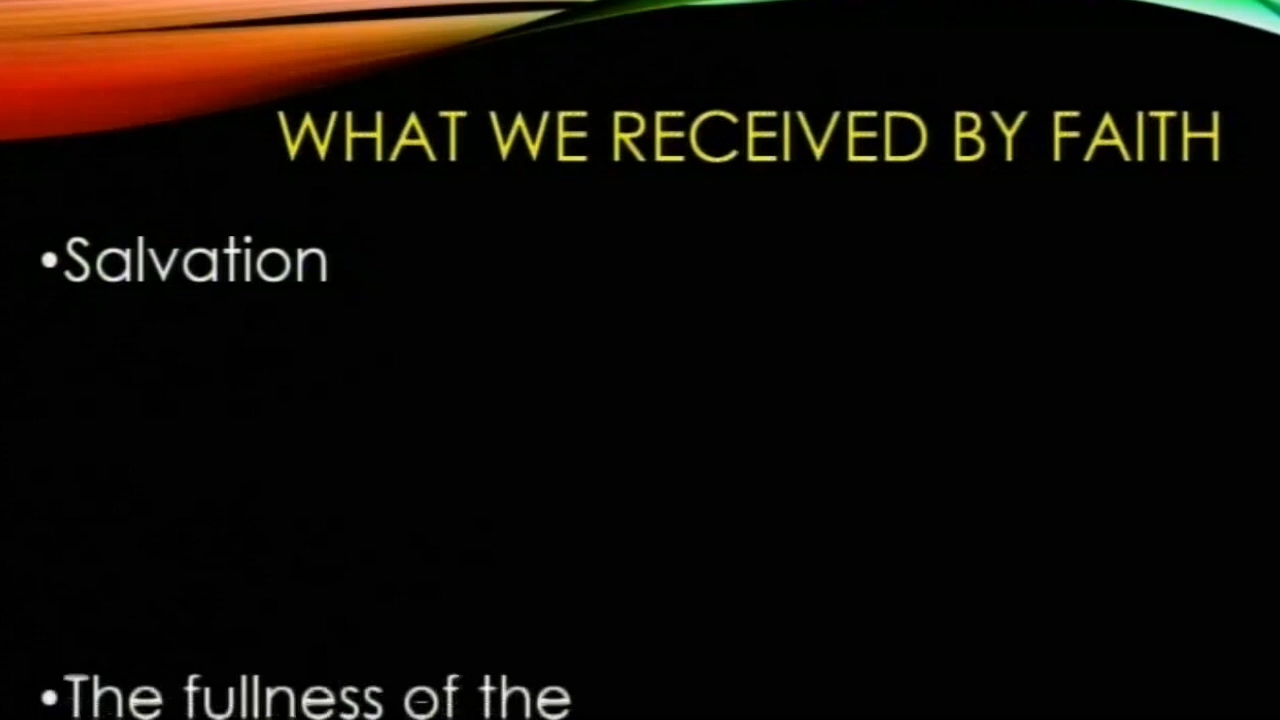 WHAT WE RECEIVED BY FAITH
•Salvation
•The fullness of the